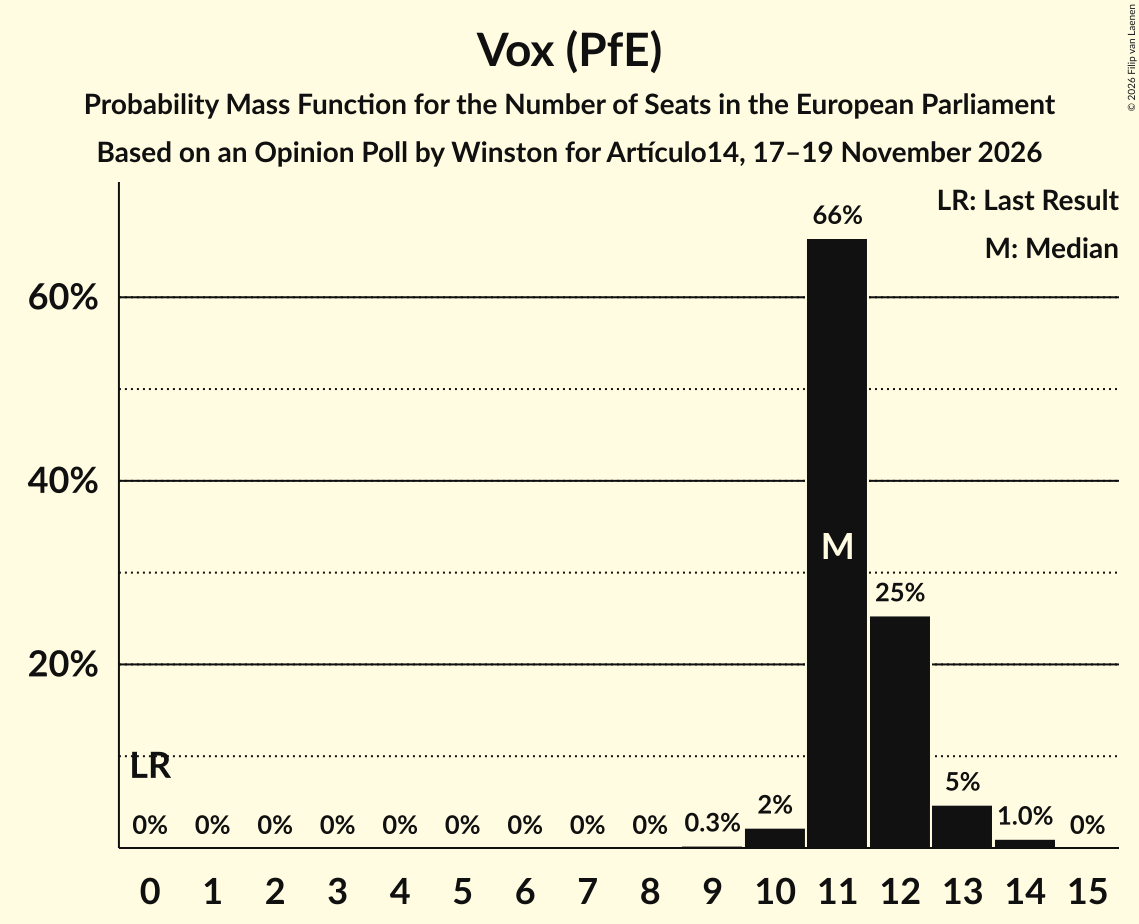 Vox (PfE)
Probability Mass Function for the Number of Seats in the European Parliament
Based on an Opinion Poll by Winston for Artículo14, 17–19 November 2026
© 2026 Filip van Laenen
LR: Last Result
M: Median
60%
40%
20%
66%
M
25%
LR
0%
0%
0%
0%
0%
0%
0%
0%
0%
0.3%
2%
5%
1.0%
0%
0 1 2 3 4 5 6 7 8 9 10 11 12 13 14 15